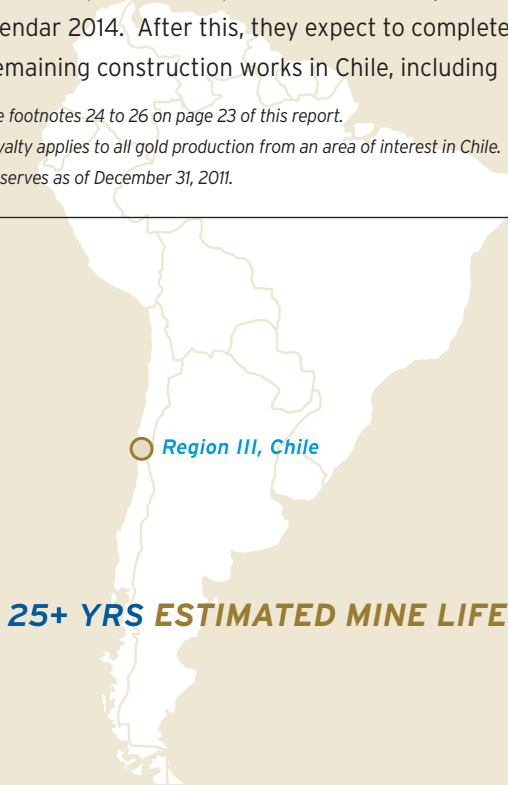 endar 2014. After this, they expect to complete
emaining construction works in Chile, including
e footnotes 24 to 26 on page 23 of this report.
yalty applies to all gold production from an area of interest in Chile.
serves as of December 31, 2011.
Region III, Chile
25+ YRS ESTIMATED MINE LIFE